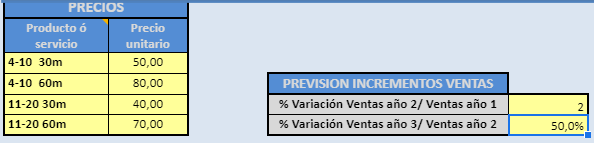 PRECIOS
Producto ó servicio
Precio unitario
4-10 30m 50,00
4-10 60m 80,00
11-20 30m 40,00
11-20 60m 70,00
PREVISION INCREMENTOS VENTAS
% Variación Ventas año 2/ Ventas año 1 2
% Variación Ventas año 3/ Ventas año 2 50,0%